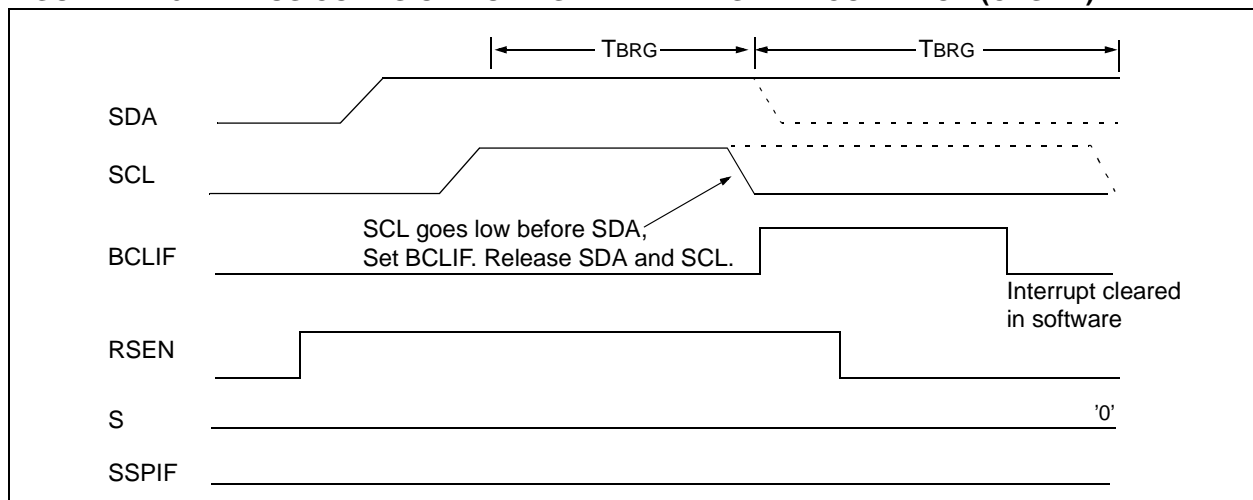 TBRG TBRG
SDA
SCL
SCL goes low before SDA,
Set BCLIF. Release SDA and SCL.
BCLIF
Interrupt cleared
in software
RSEN
S '0'
SSPIF